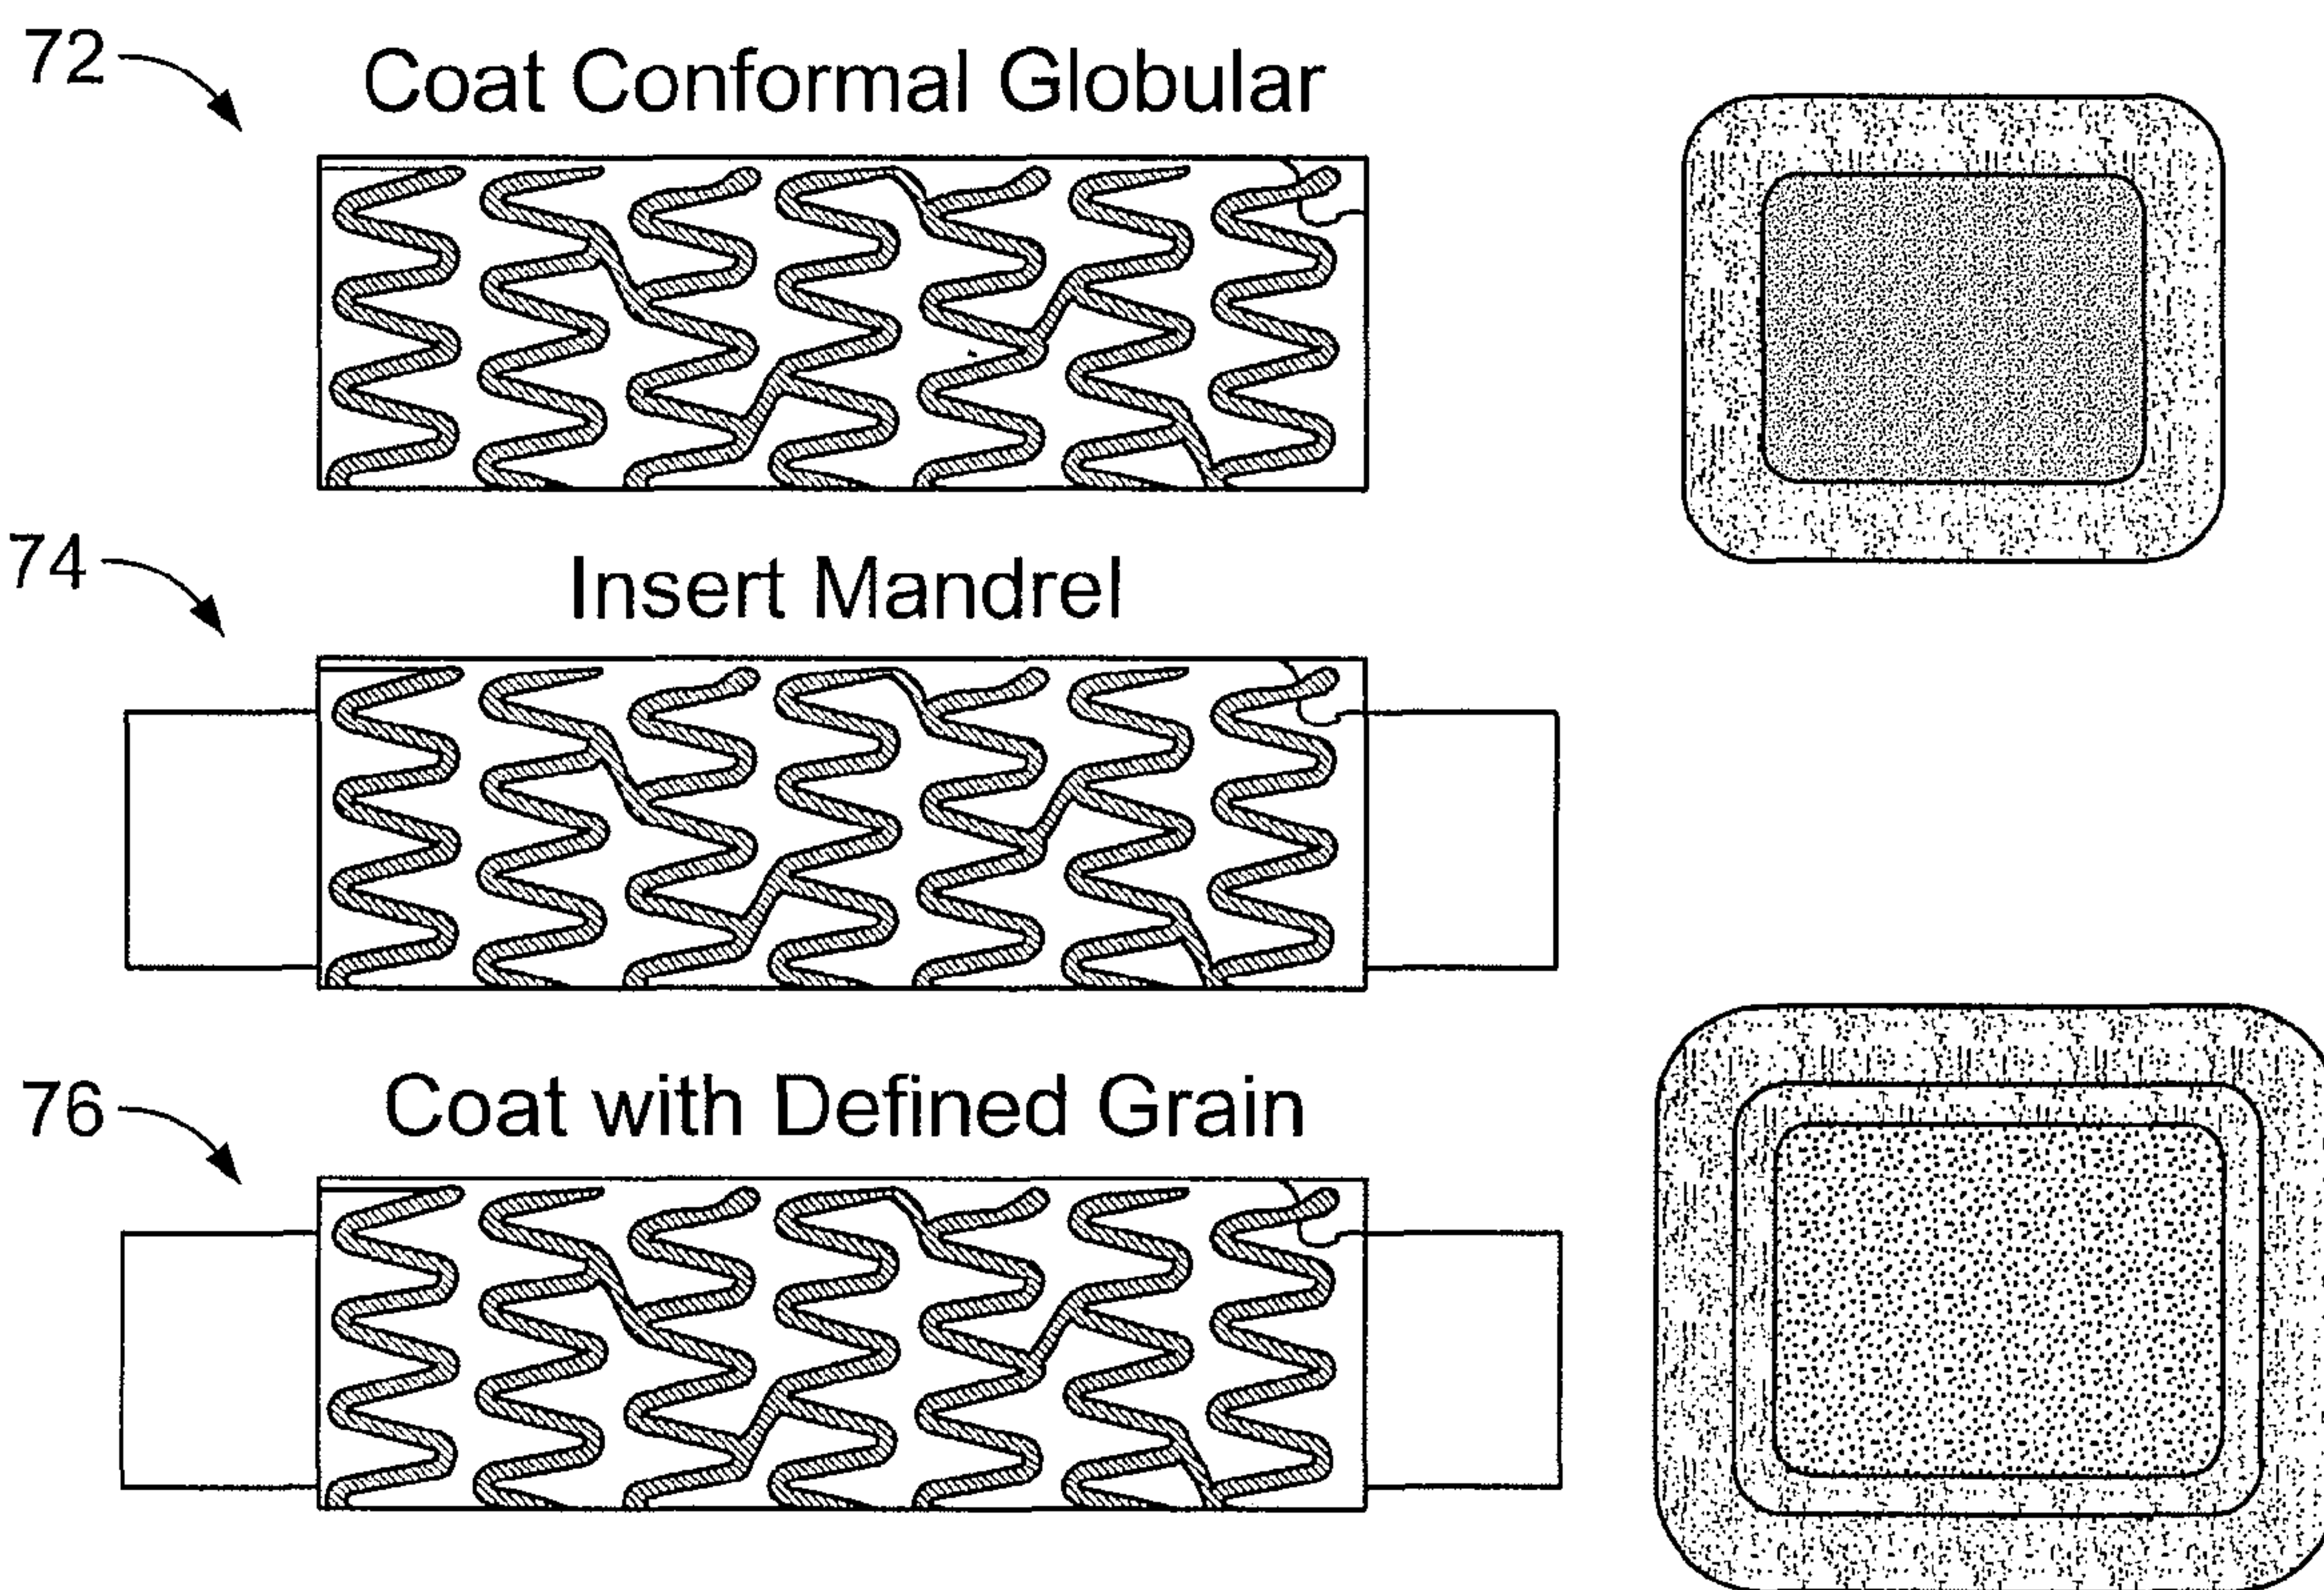 72
Coat Conformal Globular
74
Insert Mandrel
76
Coat with Defined Grain